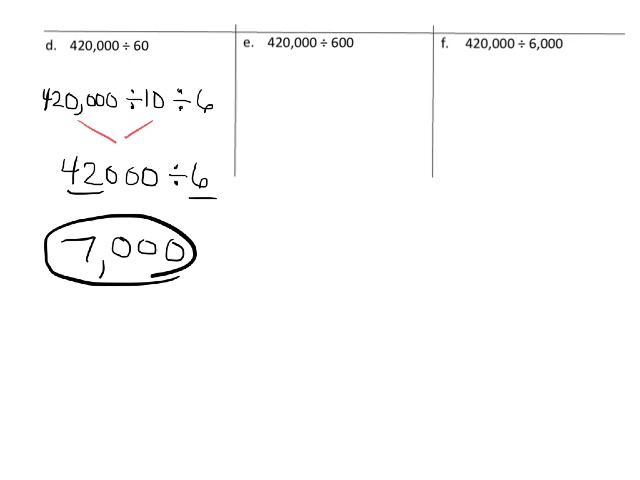 d. 420,000 ÷ 60
e. 420,000 ÷ 600
f. 420,000 ÷ 6,000
420,000 ÷ 10 ÷ 6
42000 ÷ 6
7,000